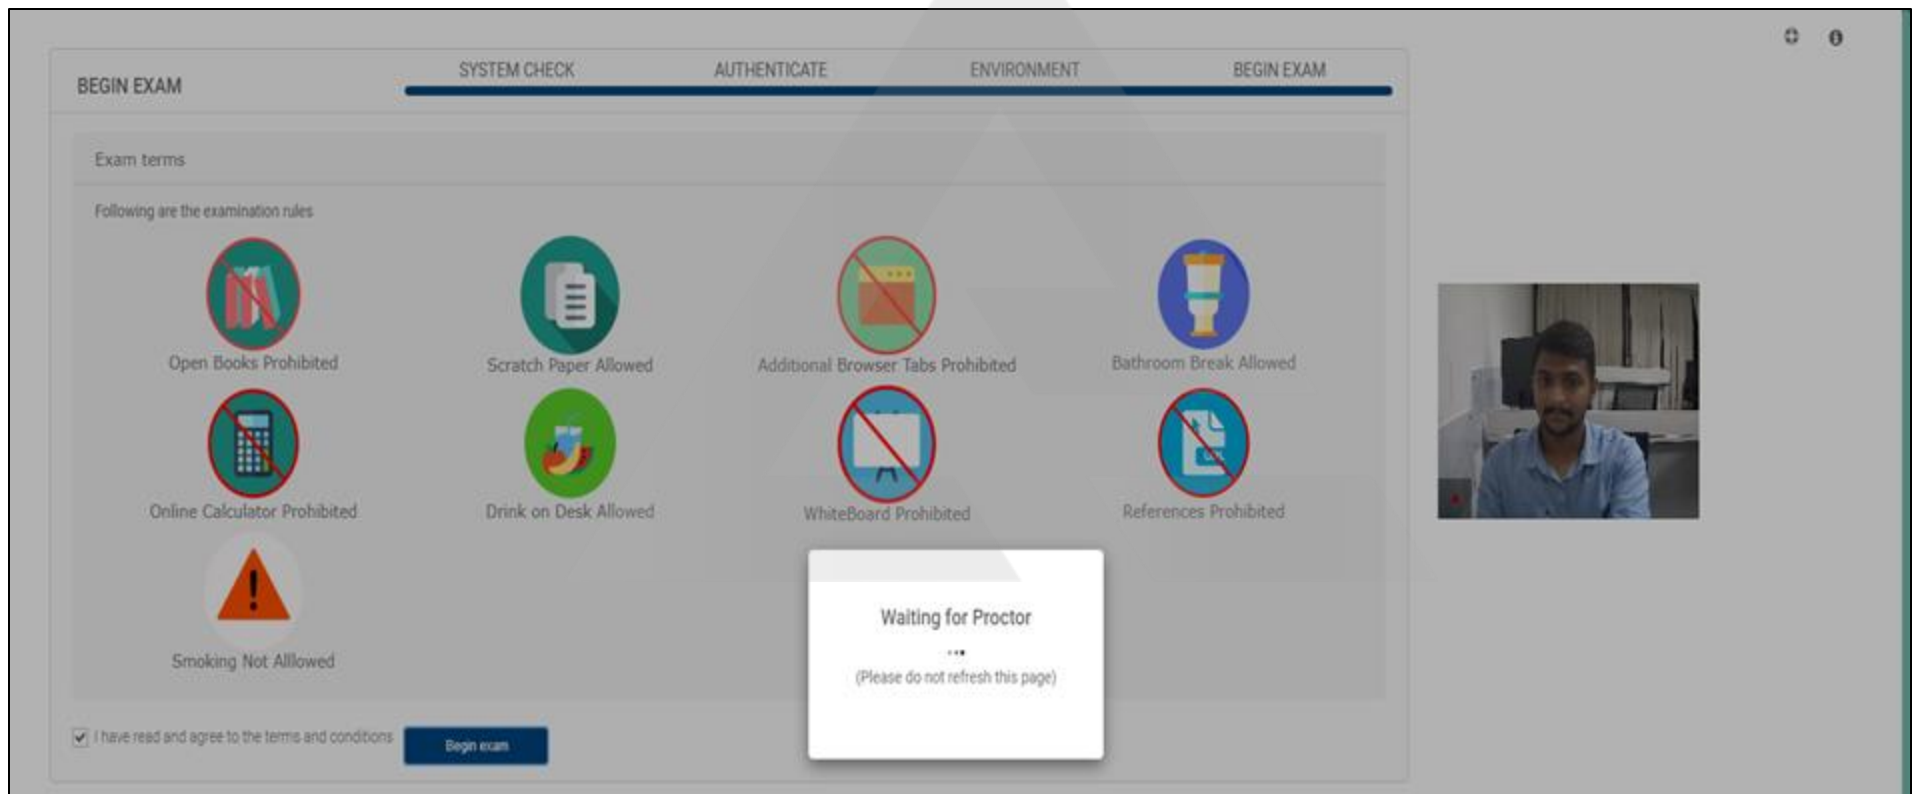 SYSTEM CHECK AUTHENTICATE ENVIRONMENT BEGIN EXAM
BEGIN EXAM
Exam terms
Following are the examination rules
Open Books Prohibited Scratch Paper Allowed Additional Browser Tabs Prohibited Bathroom Break Allowed
Online Calculator Prohibited Drink on Desk Allowed WhiteBoard Prohibited References Prohibited
Smoking Not Alllowed
Waiting for Proctor
(Please do not refresh this page)
I have read and agree to the terms and conditions Begin exam